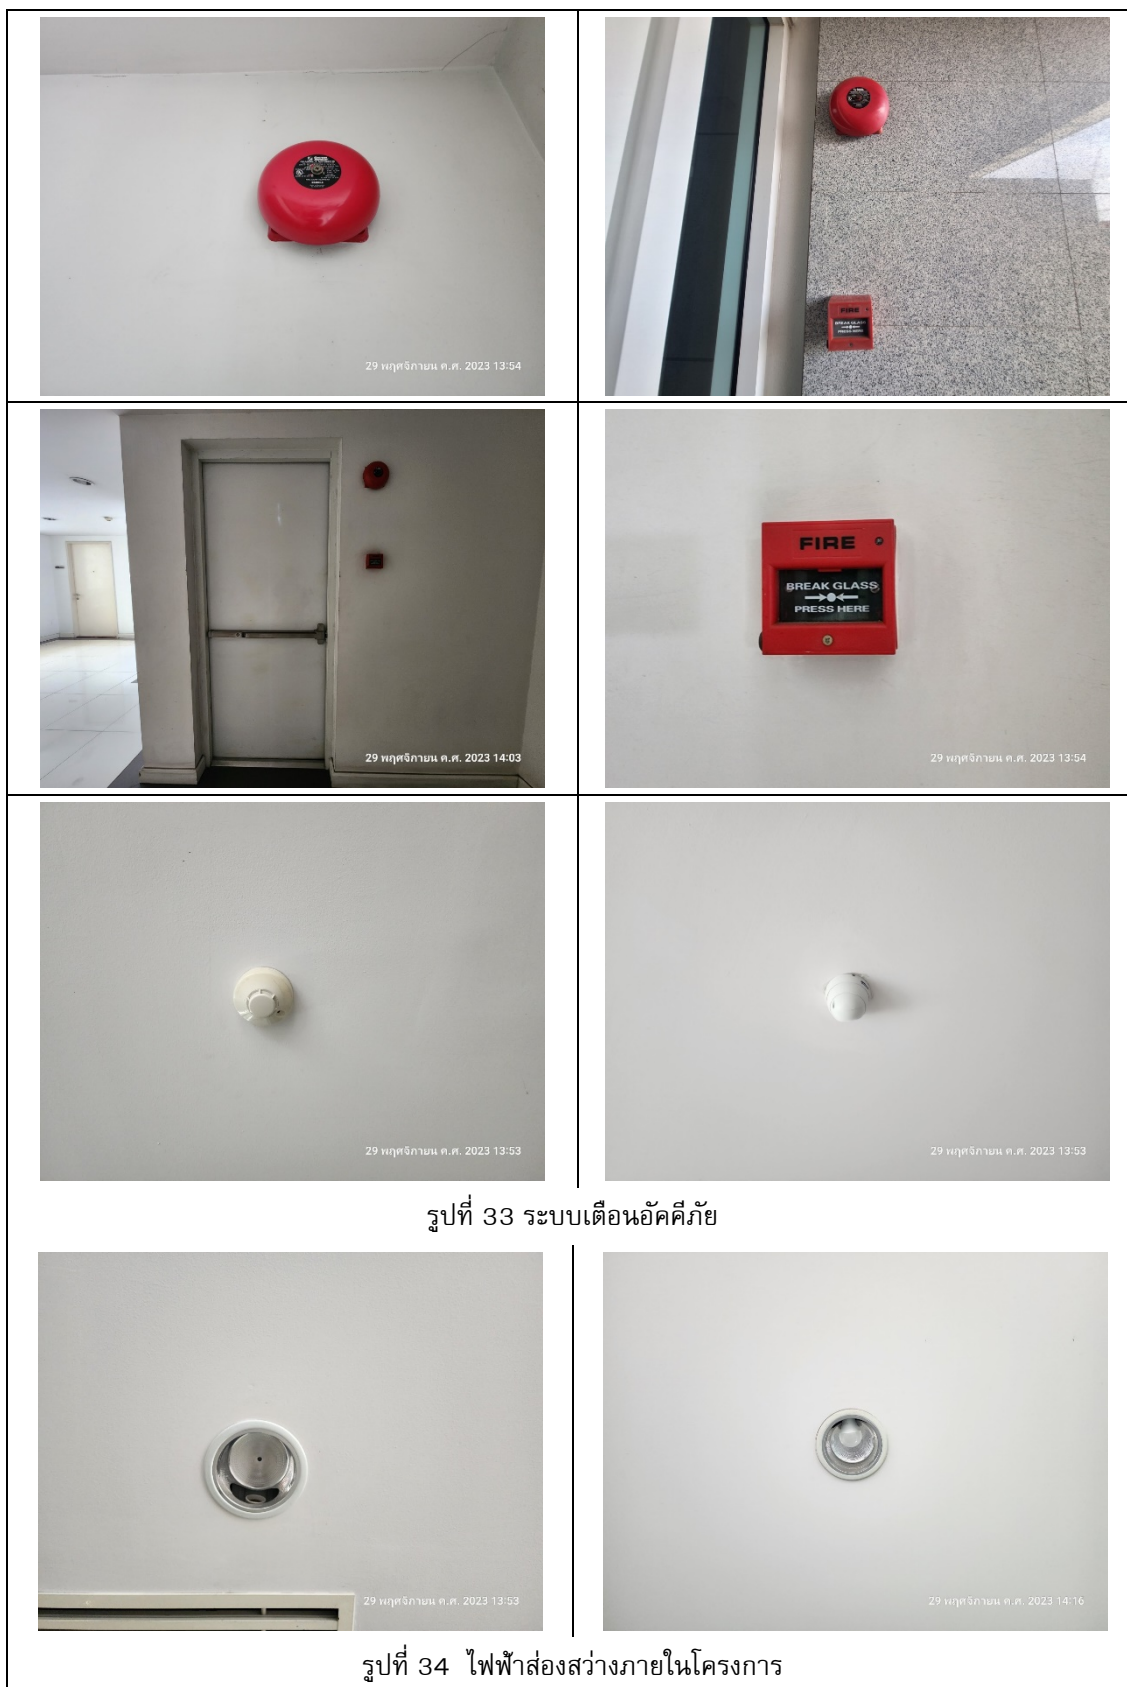 29 พฤศจิกายน ค.ศ. 2023 13:54
FIRE
BREAK GLASS
PRESS HERE
29 พฤศจิกายน ค.ศ. 2023 14:03
FIRE
BREAK GLASS
PRESS HERE
29 พฤศจิกายน ค.ศ. 2023 13:54
29 พฤศจิกายน ค.ศ. 2023 13:53
29 พฤศจิกายน ค.ศ. 2023 13:53
รูปที่ 33 ระบบเตือนอัคคีภัย
29 พฤศจิกายน ค.ศ. 2023 13:53
29 พฤศจิกายน ค.ศ. 2023 14:16
รูปที่ 34 ไฟฟ้าส่องสว่างภายในโครงการ